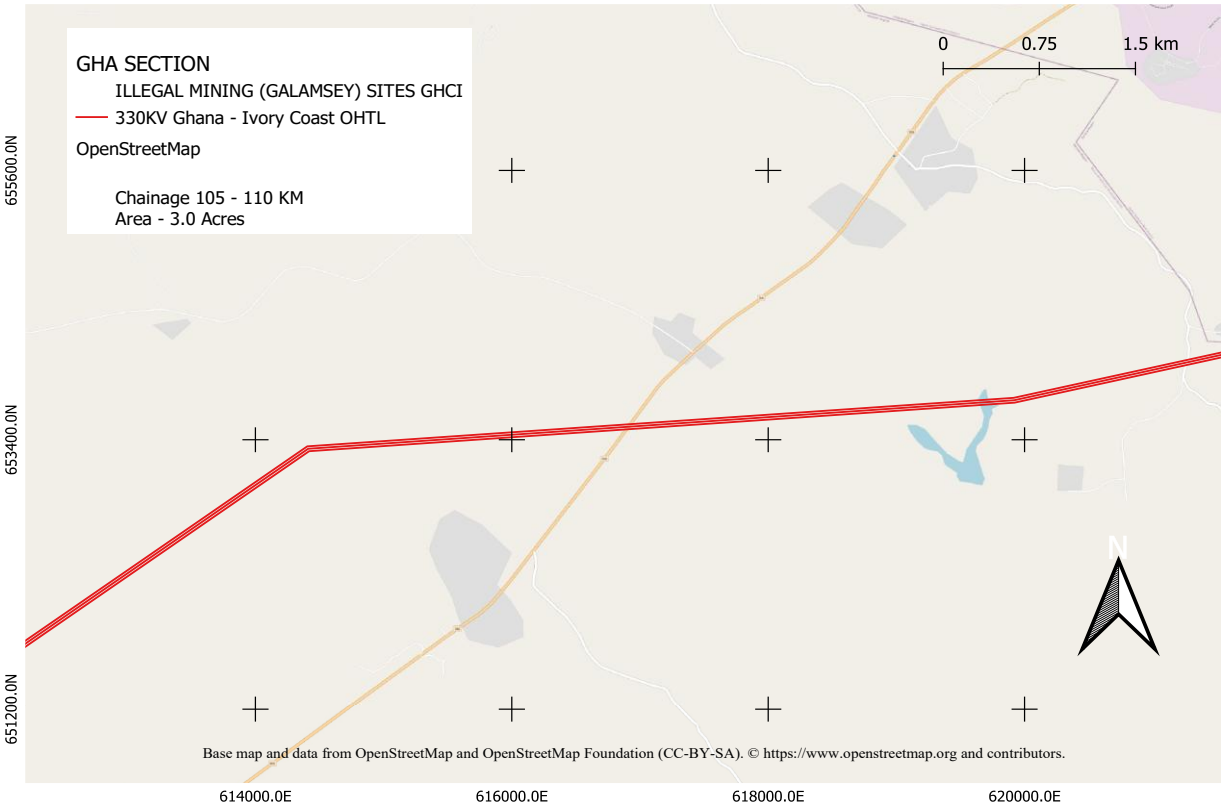 GHA SECTION
ILLEGAL MINING (GALAMSEY) SITES GHCI
330KV Ghana - Ivory Coast OHTL
OpenStreetMap
Chainage 105 - 110 KM
Area - 3.0 Acres
0 0.75 1.5 km
655600.0N
653400.0N
651200.0N
N
Base map and data from OpenStreetMap and OpenStreetMap Foundation (CC-BY-SA). © https://www.openstreetmap.org and contributors.
614000.0E 616000.0E 618000.0E 620000.0E